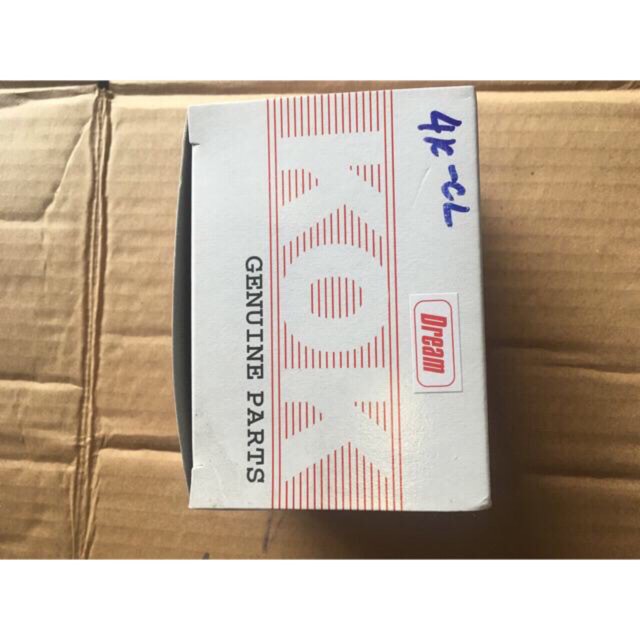 4K-CL
Dream
KOK
GENUINE PARTS